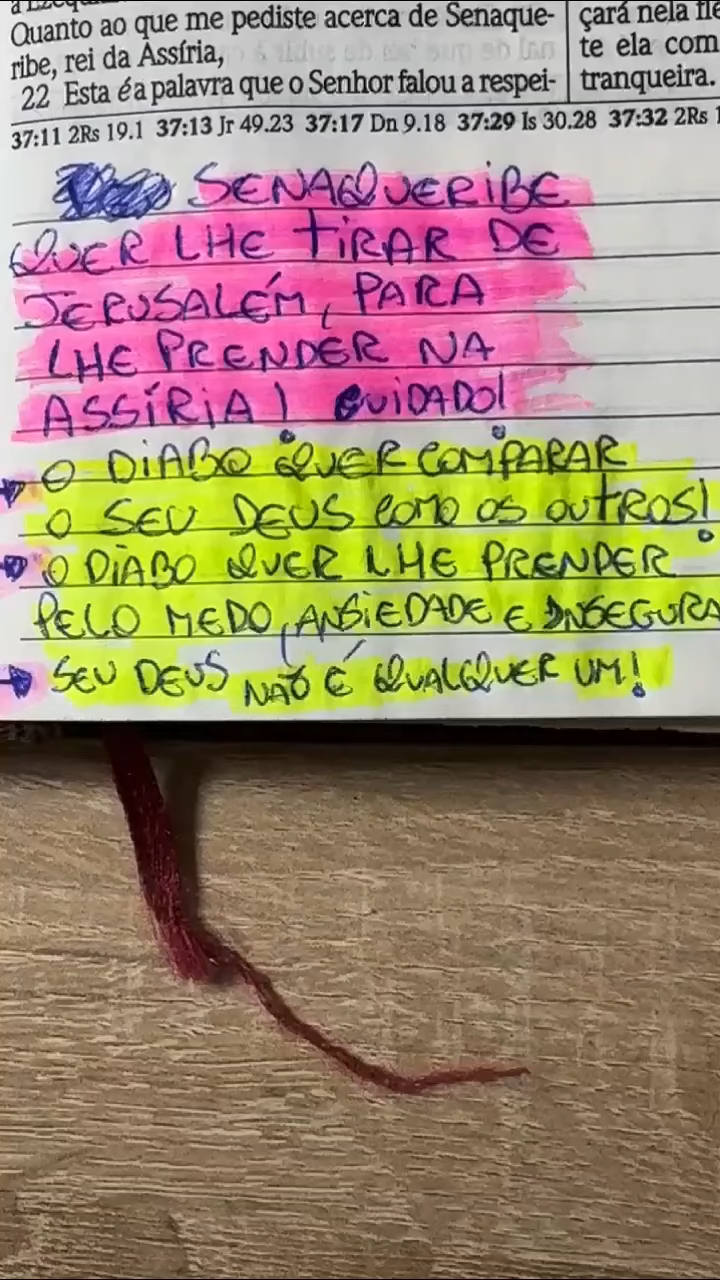 Quanto ao que me pediste acerca de Senaque-
ribe, rei da Assíria,
22 Esta é a palavra que o Senhor falou a respei-
çará nela fle
te ela com
tranqueira.
37:11 2Rs 19.1 37:13 Jr 49.23 37:17 Dn 9.18 37:29 Is 30.28 37:32 2Rs 1
SENAQUERIBE
QUER LHE TIRAR DE
JERUSALÉM, PARA
LHE PRENDER NA
ASSÍRIA! CUIDADO!
O DIABO QUER COMPARAR
O SEU DEUS COMO OS OUTROS!
O DIABO QUER LHE PRENDER
PELO MEDO, ANSIEDADE E INSEGURA
SEU DEUS NÃO É QUALQUER UM!